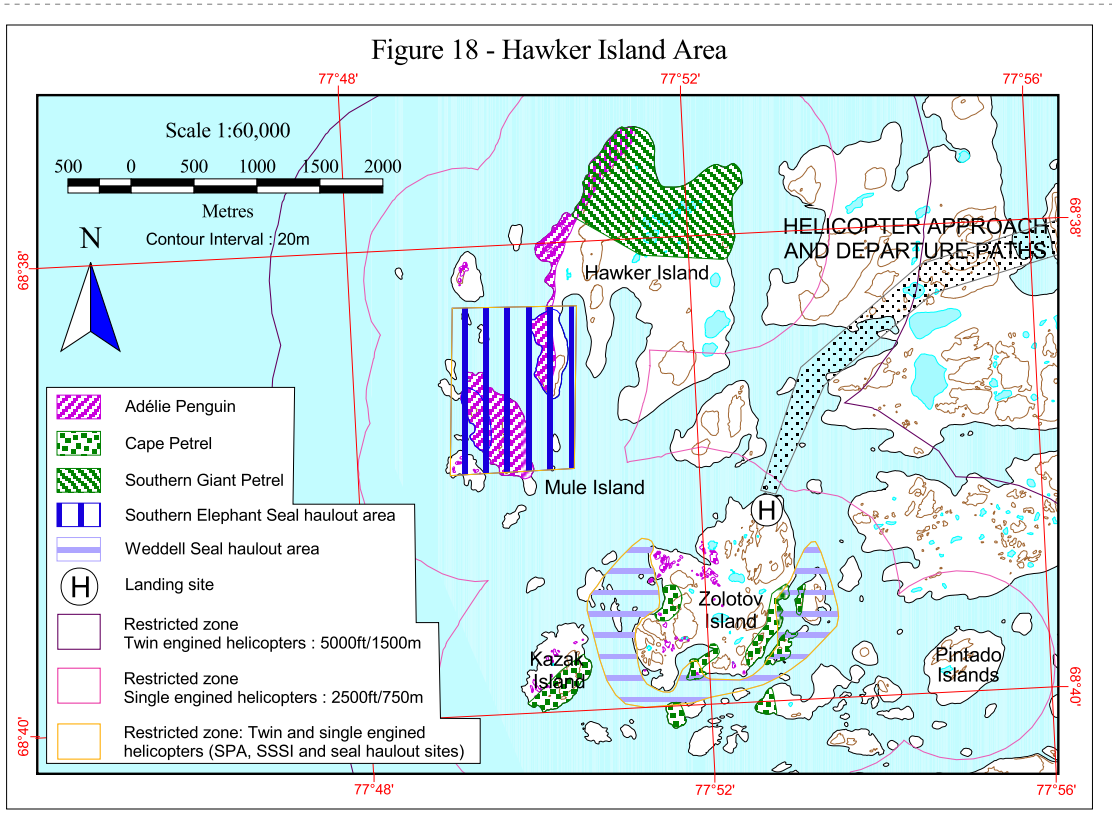 Figure 18 - Hawker Island Area
77°48'
77°52'
77°56'
Scale 1:60,000
500 0 500 1000 1500 2000
Metres
Contour Interval : 20m
N
68°38'
68°38'
HELICOPTER APPROACH
AND DEPARTURE PATHS
Hawker Island
Mule Island
H
Zolotov
Island
Kazak
Island
Pintado
Islands
Adélie Penguin
Cape Petrel
Southern Giant Petrel
Southern Elephant Seal haulout area
Weddell Seal haulout area
H Landing site
Restricted zone
Twin engined helicopters : 5000ft/1500m
Restricted zone
Single engined helicopters : 2500ft/750m
Restricted zone: Twin and single engined
helicopters (SPA, SSSI and seal haulout sites)
68°40'
68°40'
77°48'
77°52'
77°56'